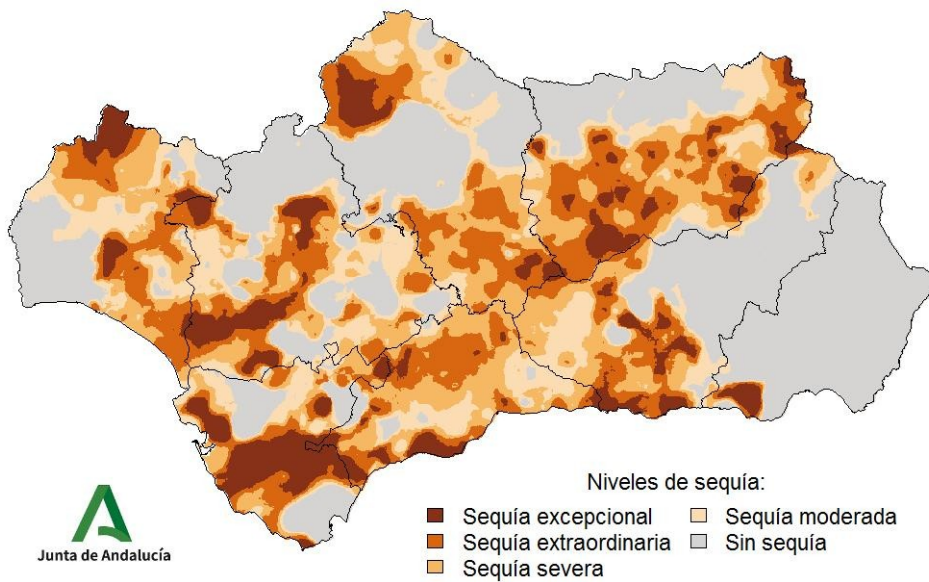 Niveles de sequía:
Sequía excepcional
Sequía moderada
Sequía extraordinaria
Sin sequía
Sequía severa
Junta de Andalucía